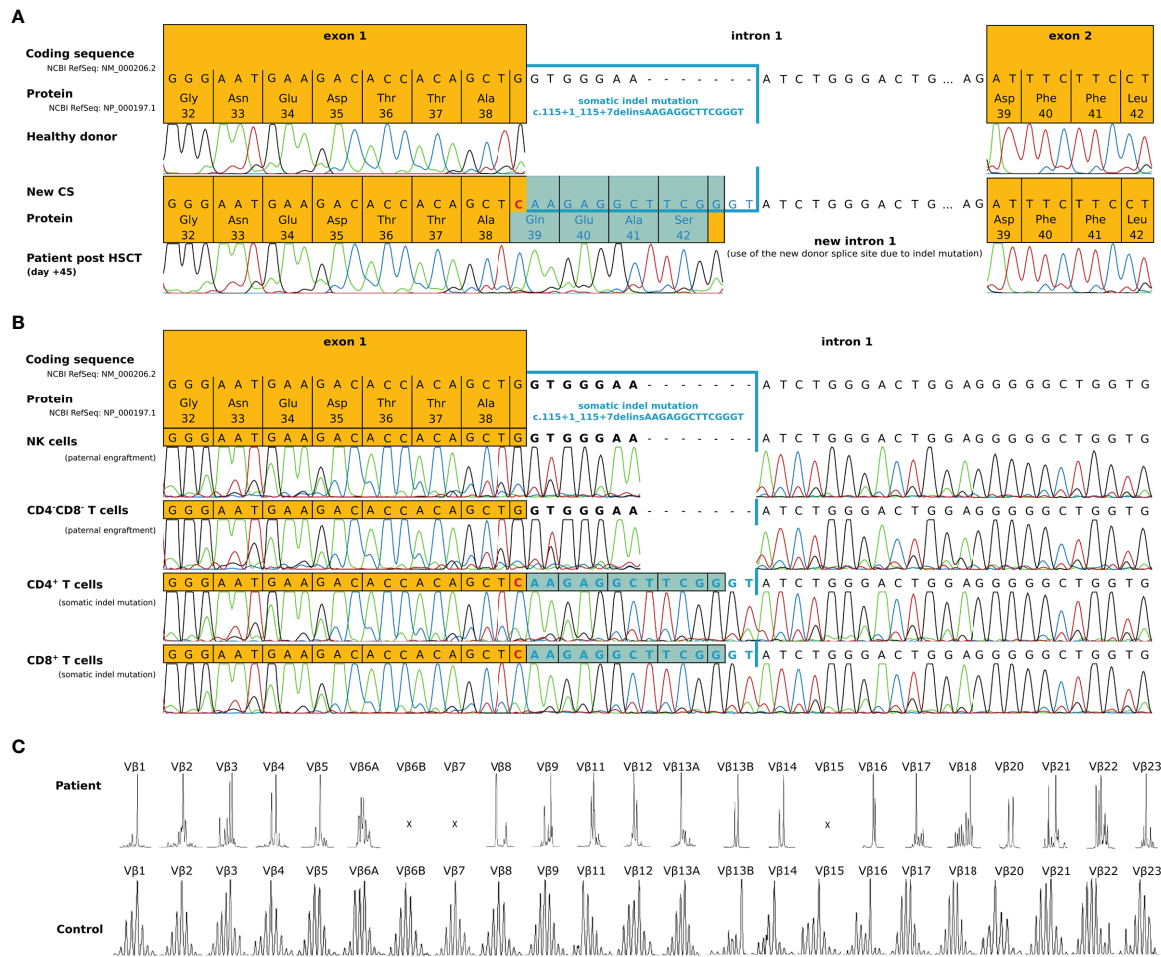 A
exon 1 intron 1 exon 2
Coding sequence
NCBI RefSeq: NM_000206.2
G G G A A T G A A G A C A C C A C A G C T G G T G G G A A - - - - - - - A T C T G G G A C T G ... A G A T T T C T T C C T
Protein
NCBI RefSeq: NP_000197.1
Gly Asn Glu Asp Thr Thr Ala Asp Phe Phe Leu
32 33 34 35 36 37 38 39 40 41 42
somatic indel mutation
c.115+1_115+7delinsAAGAGGCTTCGGGT
Healthy donor
New CS
G G G A A T G A A G A C A C C A C A G C T C A A G A G G C T T C G G G T A T C T G G G A C T G ... A G A T T T C T T C C T
Protein
Gly Asn Glu Asp Thr Thr Ala Gln Glu Ala Ser Asp Phe Phe Leu
32 33 34 35 36 37 38 39 40 41 42 39 40 41 42
new intron 1
(use of the new donor splice site due to indel mutation)
Patient post HSCT
(day +45)
B
exon 1 intron 1
Coding sequence
NCBI RefSeq: NM_000206.2
G G G A A T G A A G A C A C C A C A G C T G G T G G G A A - - - - - - - A T C T G G G A C T G G A G G G G G C T G G T G
Protein
NCBI RefSeq: NP_000197.1
Gly Asn Glu Asp Thr Thr Ala
32 33 34 35 36 37 38
somatic indel mutation
c.115+1_115+7delinsAAGAGGCTTCGGGT
NK cells
(paternal engraftment)
G G G A A T G A A G A C A C C A C A G C T G G T G G G A A - - - - - - - A T C T G G G A C T G G A G G G G G C T G G T G
CD4-CD8- T cells
(paternal engraftment)
G G G A A T G A A G A C A C C A C A G C T G G T G G G A A A T C T G G G A C T G G A G G G G G C T G G T G
CD4+ T cells
(somatic indel mutation)
G G G A A T G A A G A C A C C A C A G C T C A A G A G G C T T C G G G T A T C T G G G A C T G G A G G G G G C T G G T G
CD8+ T cells
(somatic indel mutation)
G G G A A T G A A G A C A C C A C A G C T C A A G A G G C T T C G G G T A T C T G G G A C T G G A G G G G G C T G G T G
C
Vβ1 Vβ2 Vβ3 Vβ4 Vβ5 Vβ6A Vβ6B Vβ7 Vβ8 Vβ9 Vβ11 Vβ12 Vβ13A Vβ13B Vβ14 Vβ15 Vβ16 Vβ17 Vβ18 Vβ20 Vβ21 Vβ22 Vβ23
Patient
x x x
Vβ1 Vβ2 Vβ3 Vβ4 Vβ5 Vβ6A Vβ6B Vβ7 Vβ8 Vβ9 Vβ11 Vβ12 Vβ13A Vβ13B Vβ14 Vβ15 Vβ16 Vβ17 Vβ18 Vβ20 Vβ21 Vβ22 Vβ23
Control